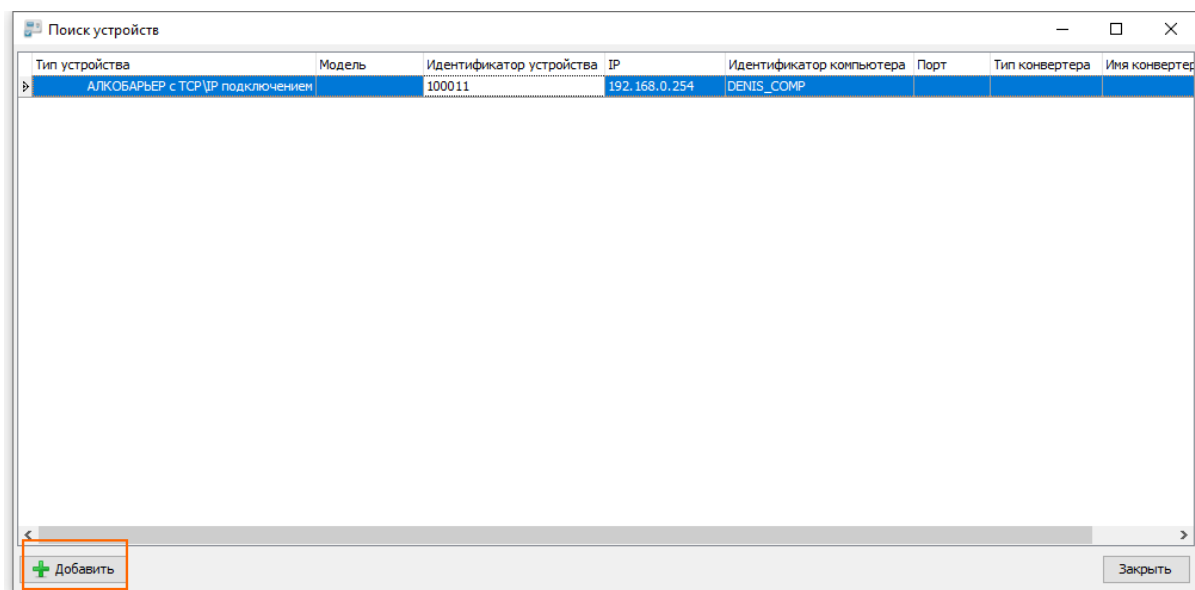 Поиск устройств
Тип устройства Модель Идентификатор устройства IP Идентификатор компьютера Порт Тип конвертера Имя конвертер
АЛКОБАРЬЕР с TCP\IP подключением 100011 192.168.0.254 DENIS_COMP
Добавить Закрыть